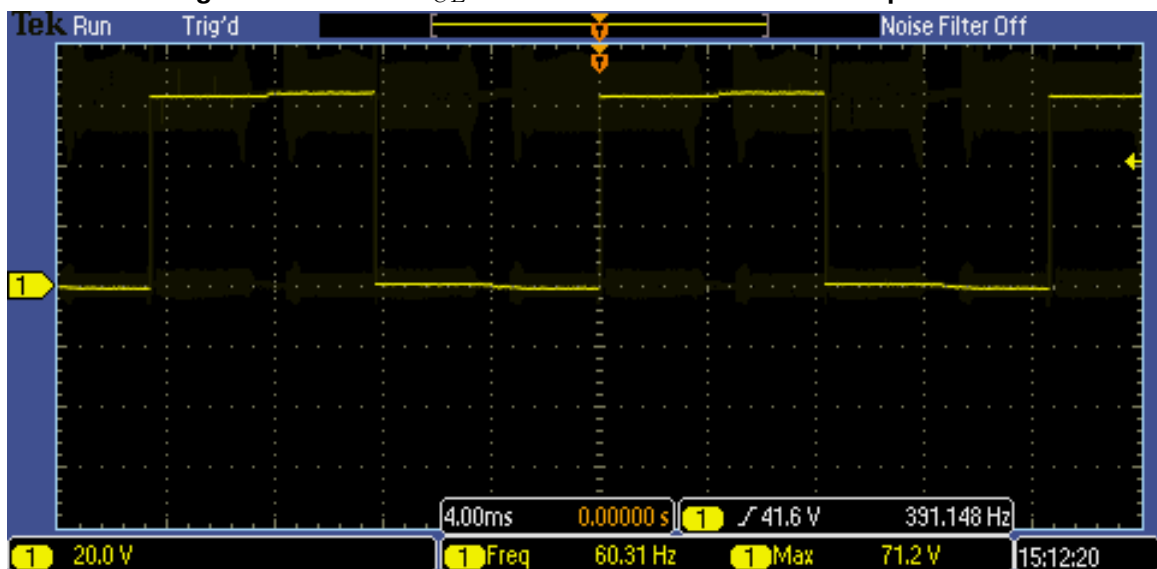 CE
Tek Run Trig'd Noise Filter Off
1
4.00ms 0.00000 s 1 41.6 V 391.148 Hz
1 20.0 V 1 Freq 60.31 Hz 1 Max 71.2 V 15:12:20